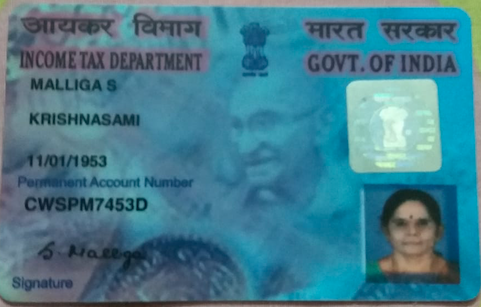 आयकर विभाग
भारत सरकार
INCOME TAX DEPARTMENT
GOVT. OF INDIA
MALLIGA S
KRISHNASAMI
11/01/1953
Permanent Account Number
CWSPM7453D
S. Malliga
Signature